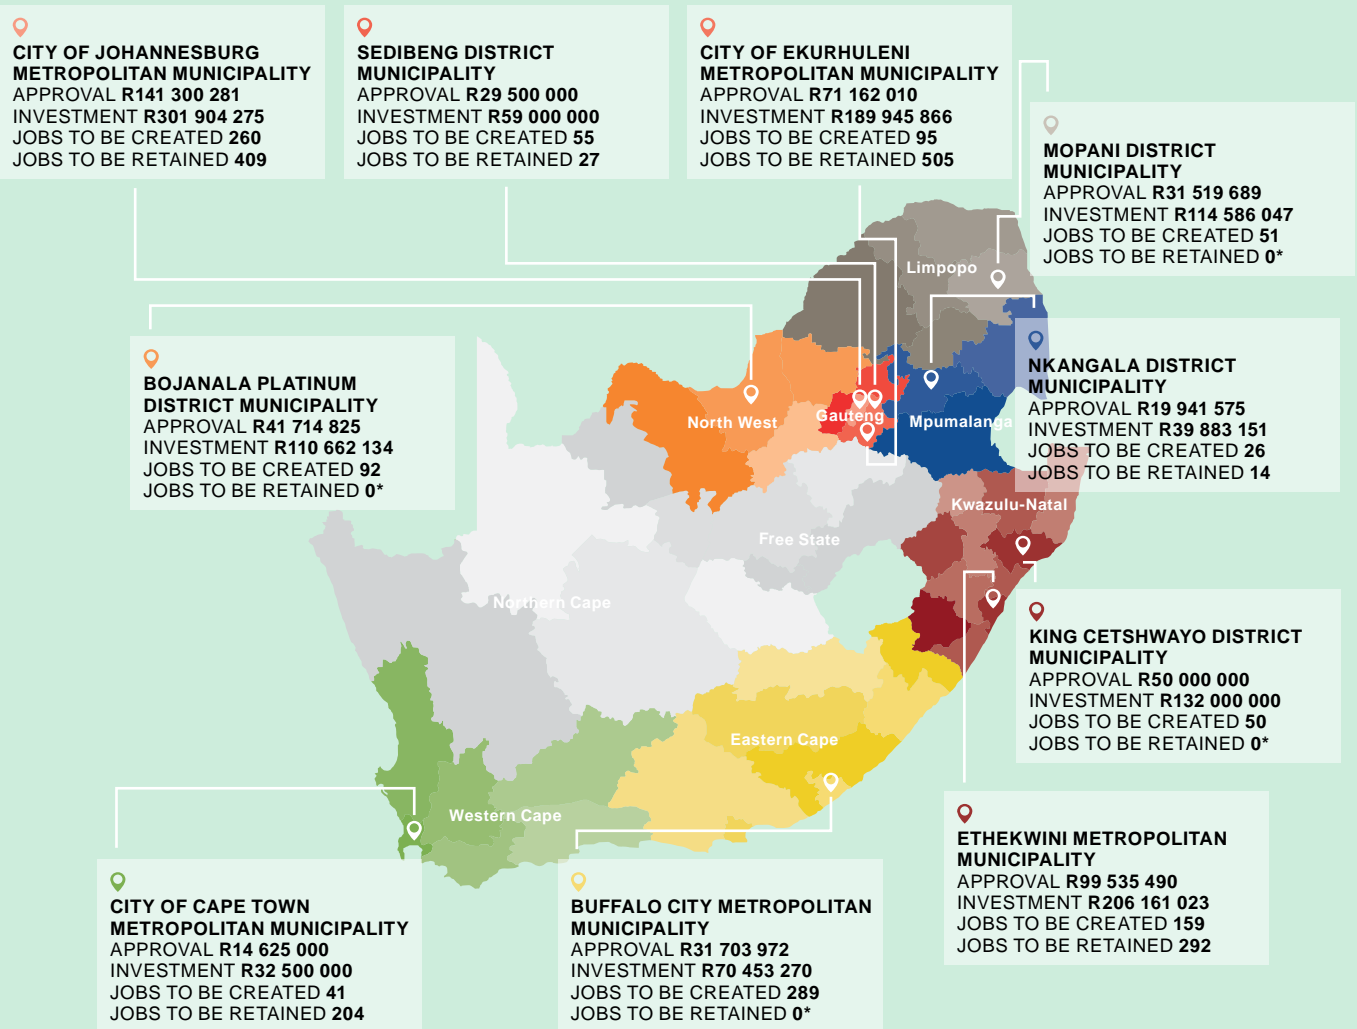 CITY OF JOHANNESBURG
METROPOLITAN MUNICIPALITY
APPROVAL R141 300 281
INVESTMENT R301 904 275
JOBS TO BE CREATED 260
JOBS TO BE RETAINED 409
SEDIBENG DISTRICT
MUNICIPALITY
APPROVAL R29 500 000
INVESTMENT R59 000 000
JOBS TO BE CREATED 55
JOBS TO BE RETAINED 27
CITY OF EKURHULENI
METROPOLITAN MUNICIPALITY
APPROVAL R71 162 010
INVESTMENT R189 945 866
JOBS TO BE CREATED 95
JOBS TO BE RETAINED 505
MOPANI DISTRICT
MUNICIPALITY
APPROVAL R31 519 689
INVESTMENT R114 586 047
JOBS TO BE CREATED 51
JOBS TO BE RETAINED 0*
BOJANALA PLATINUM
DISTRICT MUNICIPALITY
APPROVAL R41 714 825
INVESTMENT R110 662 134
JOBS TO BE CREATED 92
JOBS TO BE RETAINED 0*
NKANGALA DISTRICT
MUNICIPALITY
APPROVAL R19 941 575
INVESTMENT R39 883 151
JOBS TO BE CREATED 26
JOBS TO BE RETAINED 14
Limpopo
North West
Gauteng
Mpumalanga
Kwazulu-Natal
Free State
Northern Cape
Eastern Cape
Western Cape
KING CETSHWAYO DISTRICT
MUNICIPALITY
APPROVAL R50 000 000
INVESTMENT R132 000 000
JOBS TO BE CREATED 50
JOBS TO BE RETAINED 0*
ETHEKWINI METROPOLITAN
MUNICIPALITY
APPROVAL R99 535 490
INVESTMENT R206 161 023
JOBS TO BE CREATED 159
JOBS TO BE RETAINED 292
CITY OF CAPE TOWN
METROPOLITAN MUNICIPALITY
APPROVAL R14 625 000
INVESTMENT R32 500 000
JOBS TO BE CREATED 41
JOBS TO BE RETAINED 204
BUFFALO CITY METROPOLITAN
MUNICIPALITY
APPROVAL R31 703 972
INVESTMENT R70 453 270
JOBS TO BE CREATED 289
JOBS TO BE RETAINED 0*